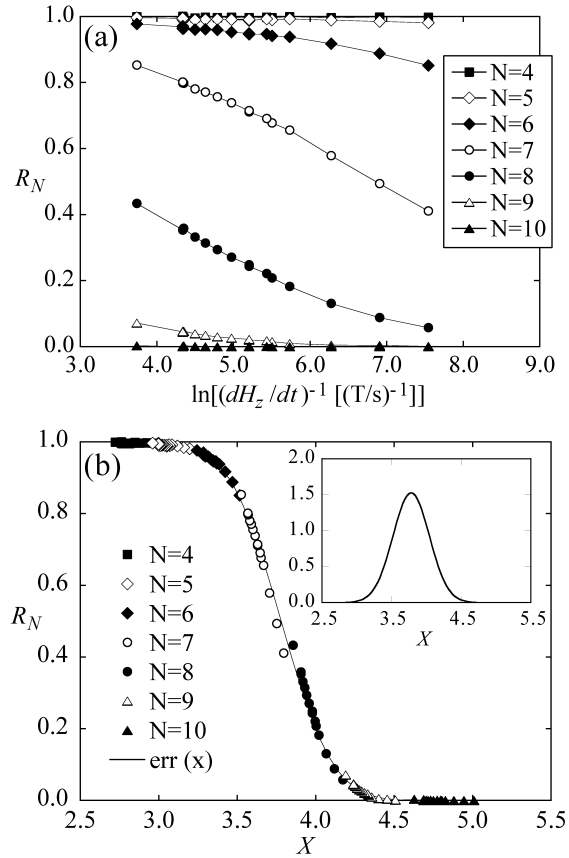 (a)
1.0
0.8
0.6
0.4
0.2
0.0
R_N
N=4
N=5
N=6
N=7
N=8
N=9
N=10
3.0 4.0 5.0 6.0 7.0 8.0 9.0
ln[(dH_z/dt)^-1 [(T/s)^-1]]
(b)
1.0
0.8
0.6
0.4
0.2
0.0
R_N
N=4
N=5
N=6
N=7
N=8
N=9
N=10
err (x)
2.0
1.5
1.0
0.5
0.0
2.5 3.5 4.5 5.5
X
2.5 3.0 3.5 4.0 4.5 5.0 5.5
X